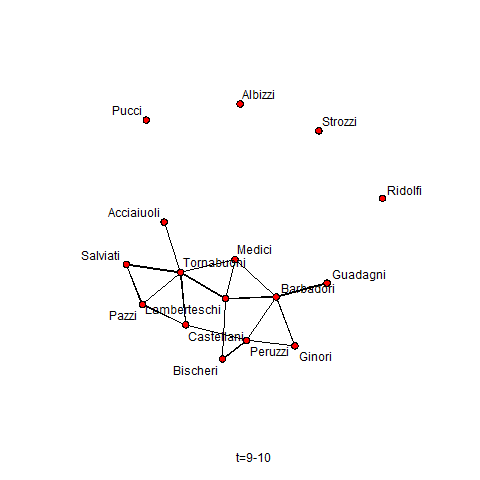 Albizzi
Pucci
Strozzi
Ridolfi
Acciaiuoli
Medici
Salviati
Tornabuoni
Guadagni
Barbadori
Lamberteschi
Pazzi
Castellani
Peruzzi
Ginori
Bischeri
t=9-10